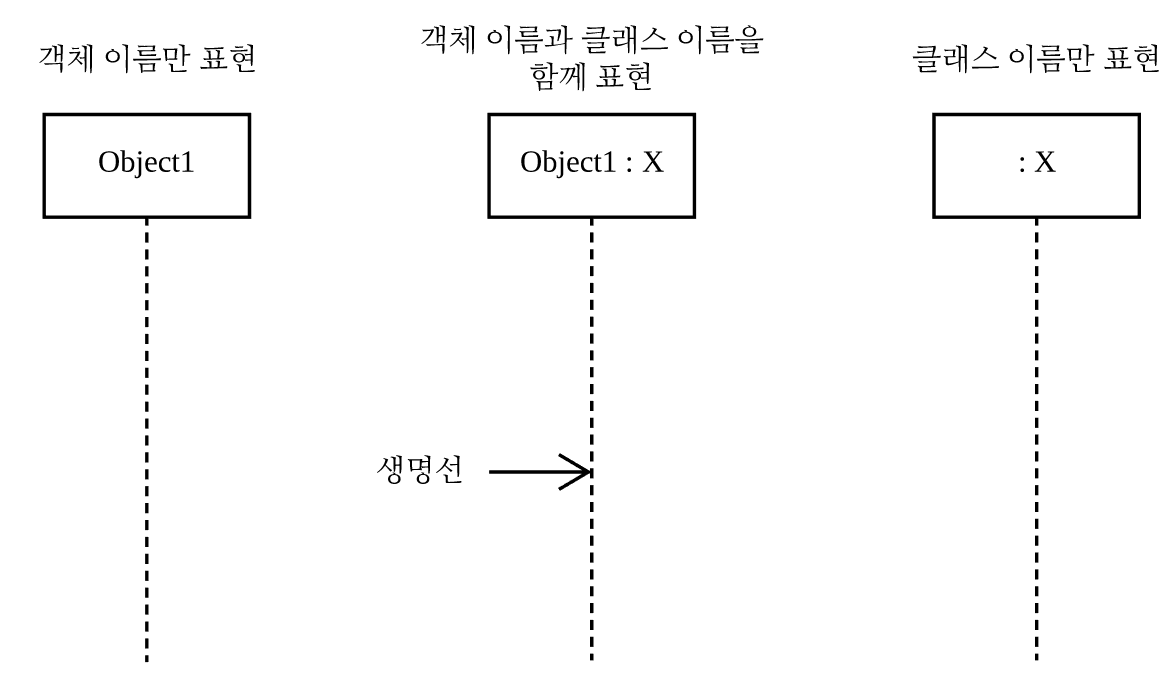 객체 이름만 표현
객체 이름과 클래스 이름을
함께 표현
클래스 이름만 표현
Object1
Object1 : X
: X
생명선